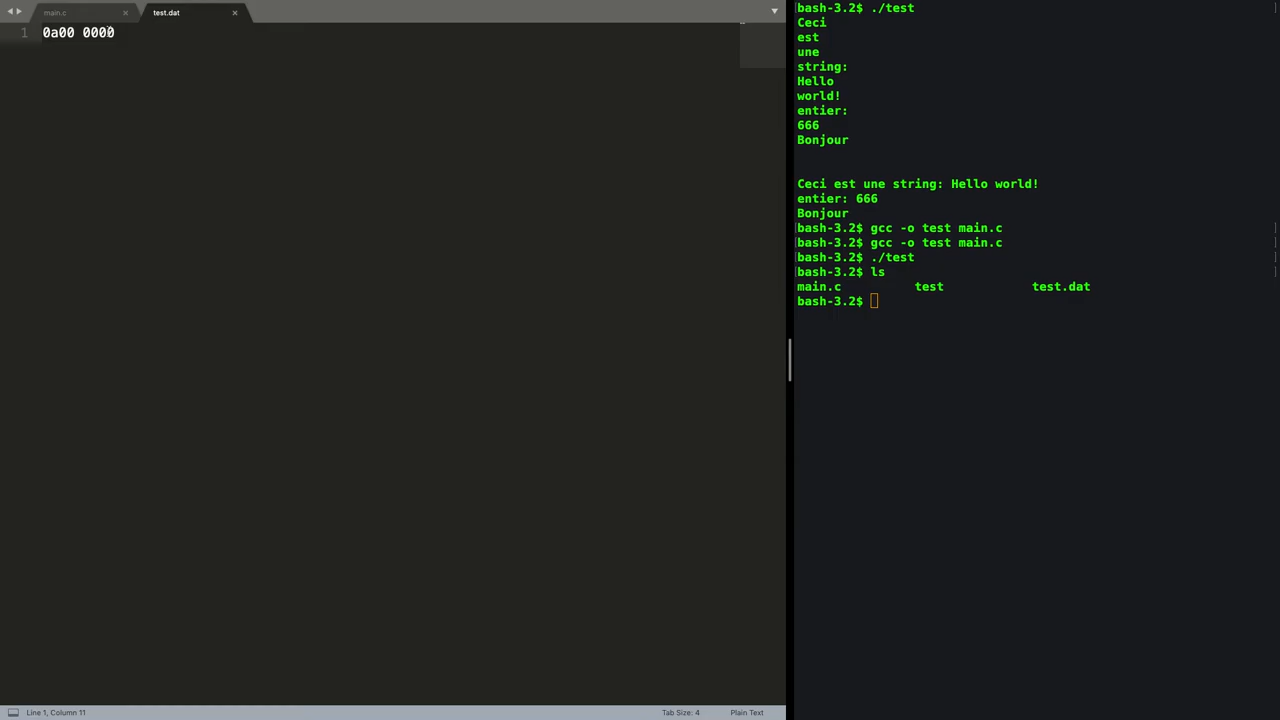 main.c
test.dat
1 0a00 0000
bash-3.2$ ./test
Ceci
est
une
string:
Hello
world!
entier:
666
Bonjour
Ceci est une string: Hello world!
entier: 666
Bonjour
bash-3.2$ gcc -o test main.c
bash-3.2$ gcc -o test main.c
bash-3.2$ ./test
bash-3.2$ ls
main.c test test.dat
bash-3.2$
Line 1, Column 11
Tab Size: 4
Plain Text